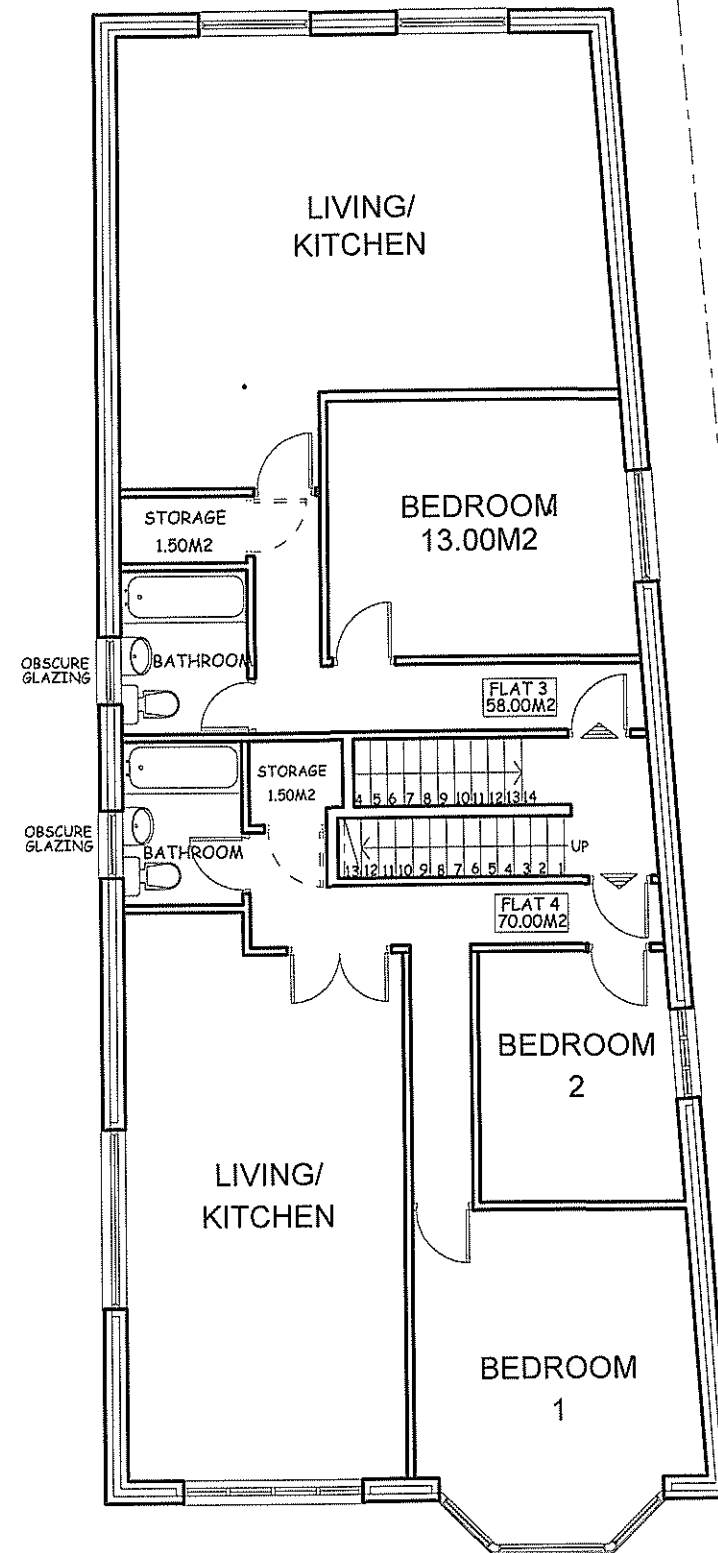 LIVING/
KITCHEN
BEDROOM
13.00M2
STORAGE
1.50M2
OBSCURE
GLAZING
BATHROOM
FLAT 3
58.00M2
STORAGE
1.50M2
4 5 6 7 8 9 10 11 12 13 14
OBSCURE
GLAZING
BATHROOM
UP
13 12 11 10 9 8 7 6 5 4 3 2 1
FLAT 4
70.00M2
BEDROOM
2
LIVING/
KITCHEN
BEDROOM
1